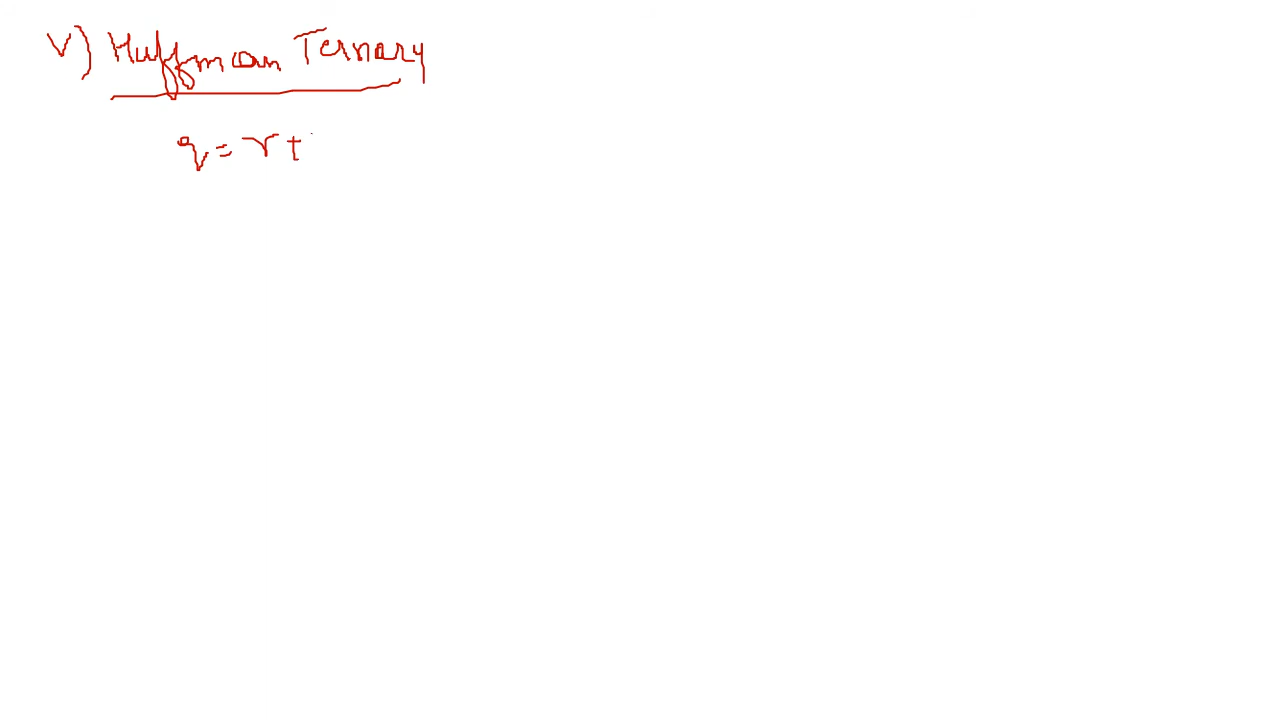 V) Huffman Ternary
q = r +